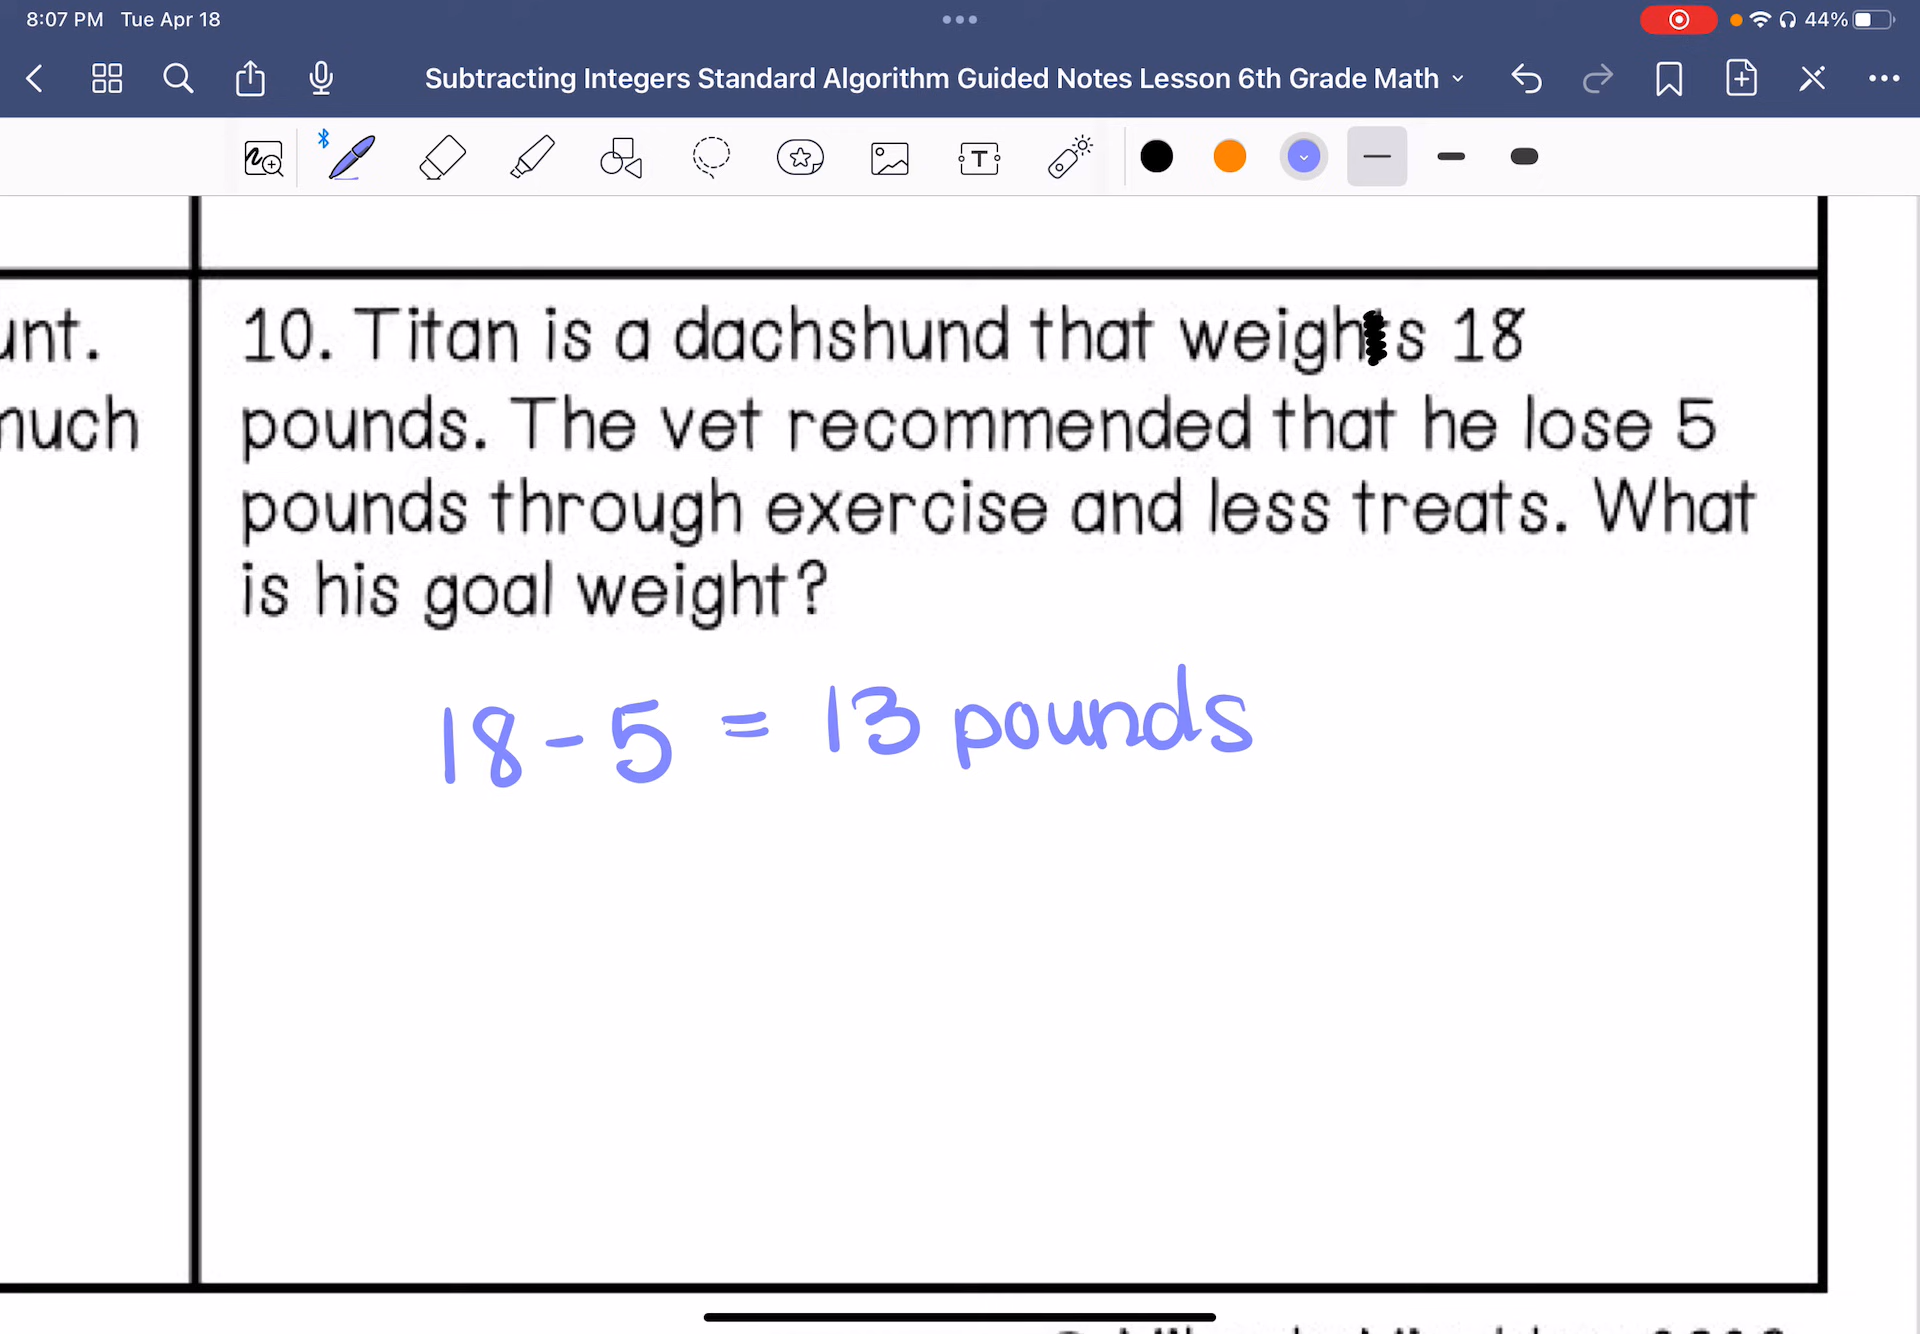 8:07 PM Tue Apr 18
44%
Subtracting Integers Standard Algorithm Guided Notes Lesson 6th Grade Math
T
unt.
much
10. Titan is a dachshund that weighs 18
pounds. The vet recommended that he lose 5
pounds through exercise and less treats. What
is his goal weight?
18 - 5 = 13 pounds